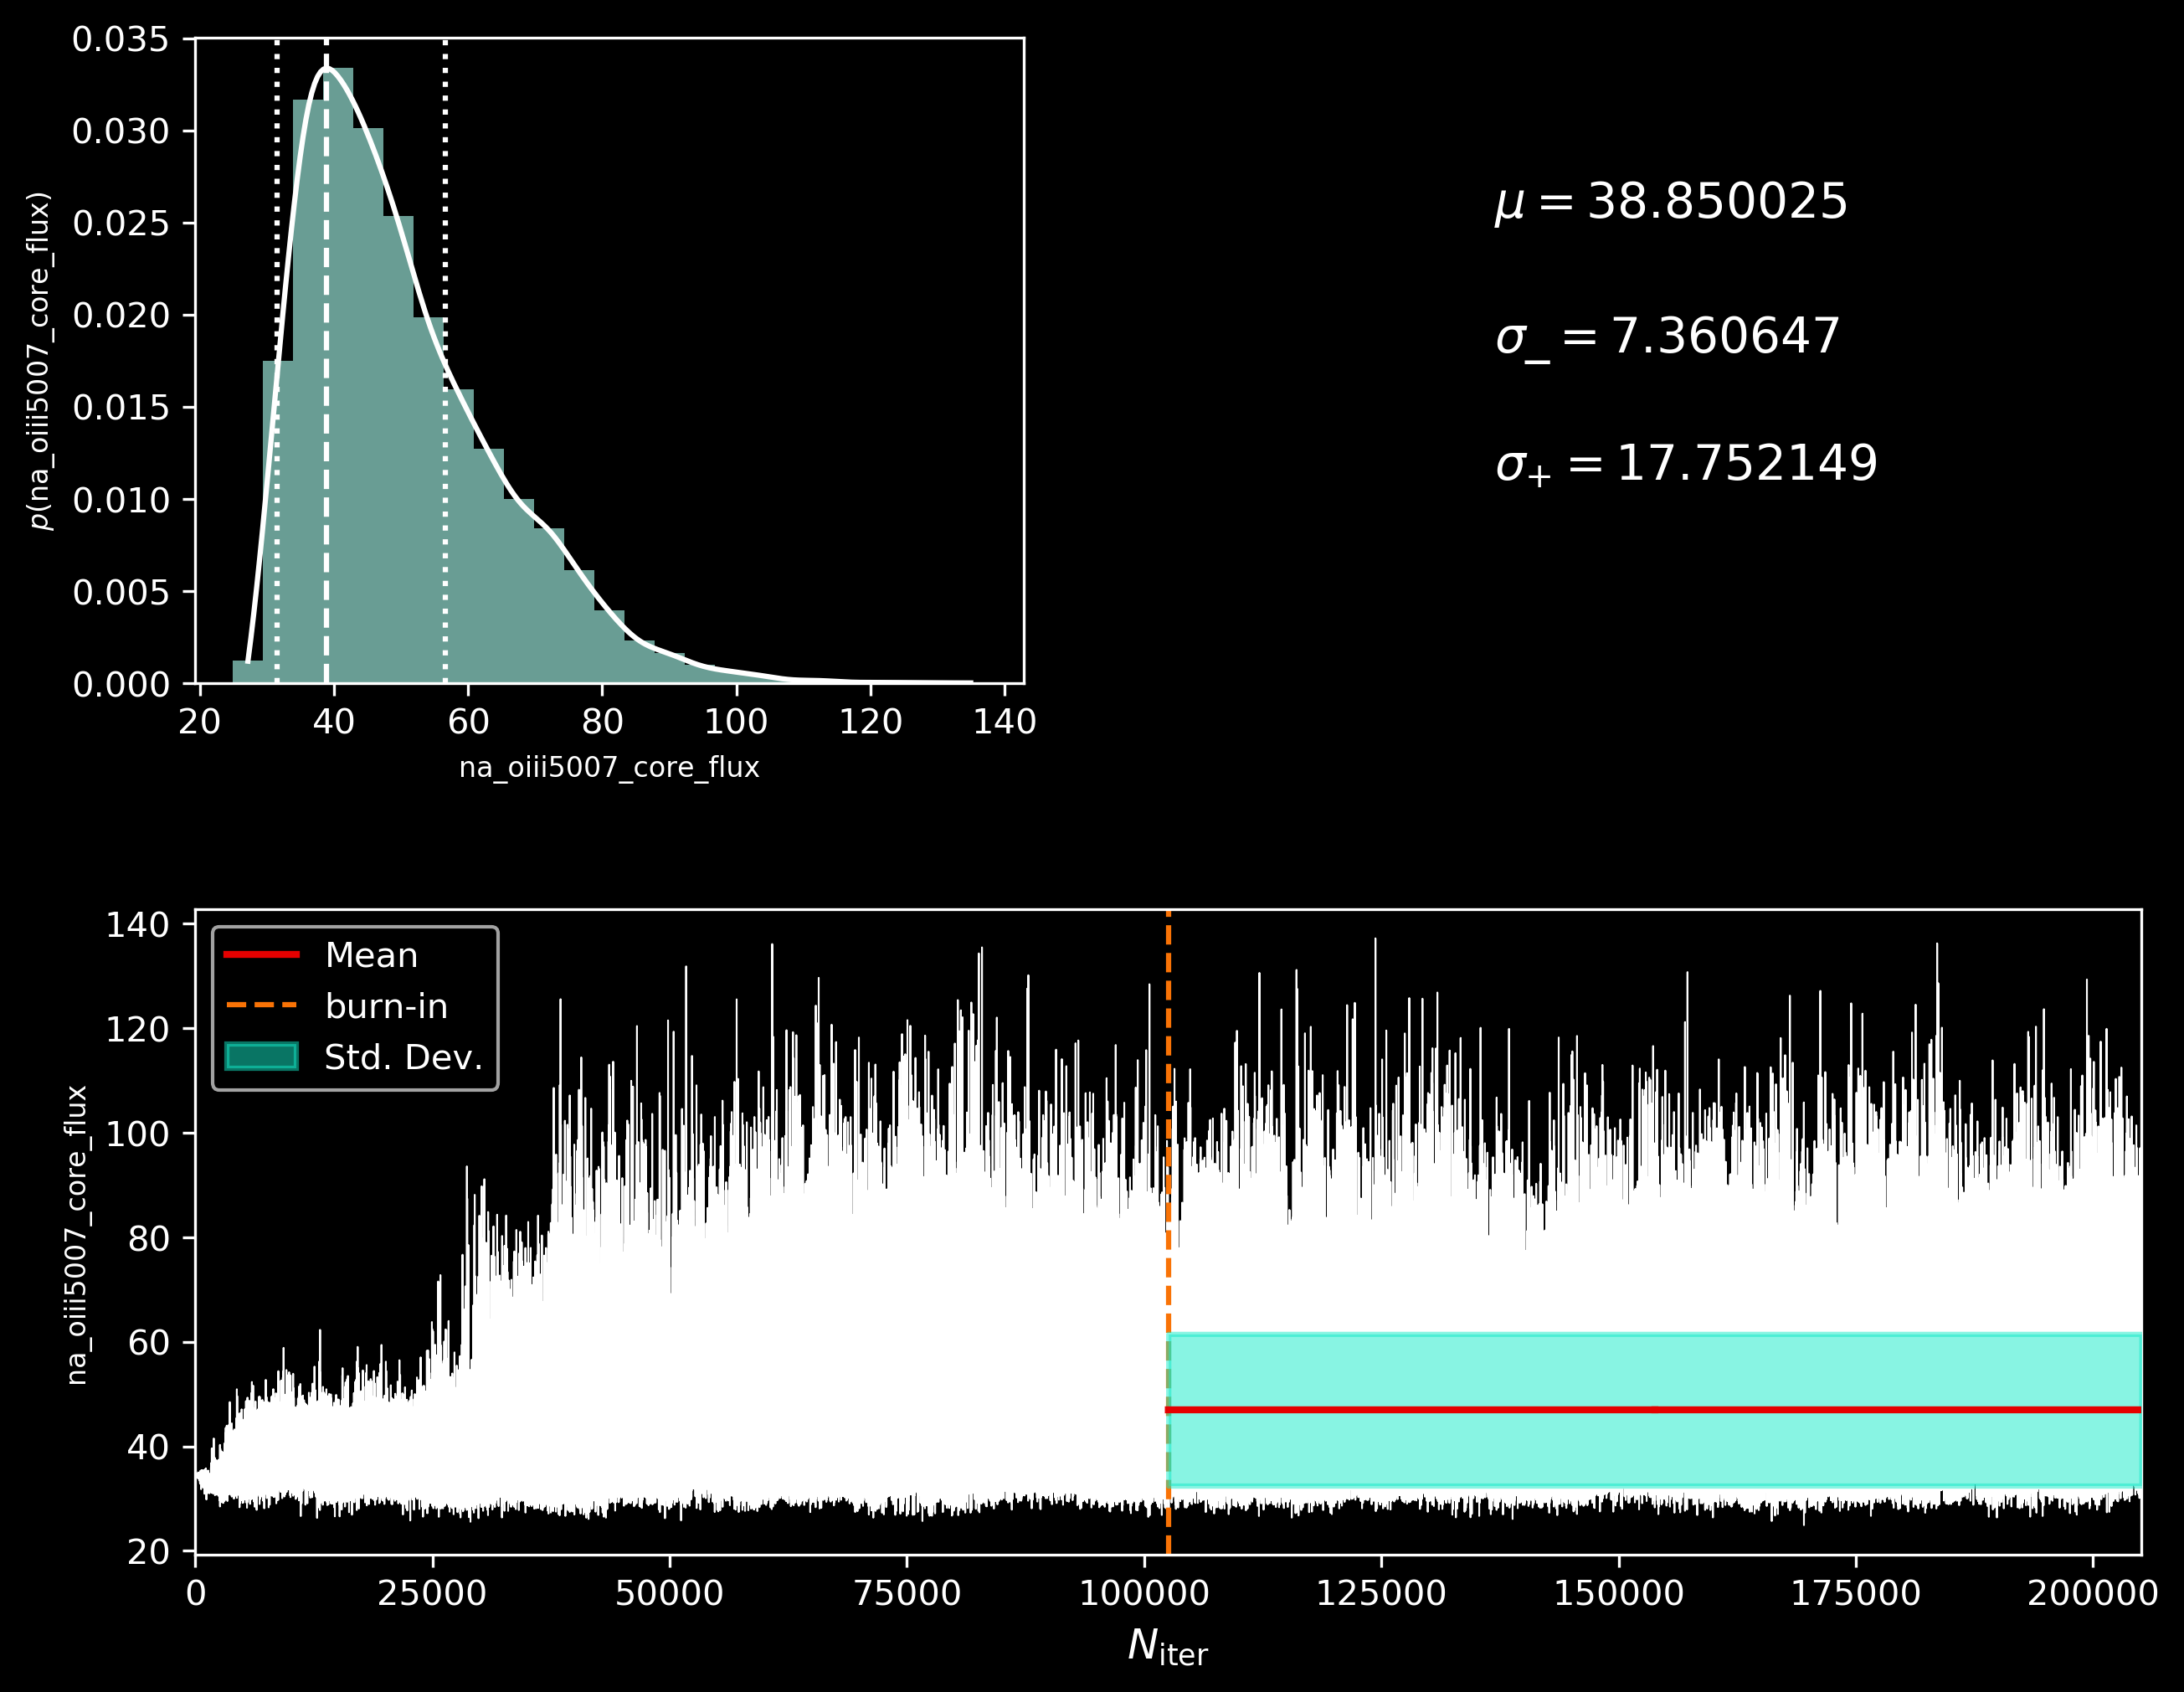 0.035
0.030
0.025
0.020
0.015
0.010
0.005
0.000
p(na_oiii5007_core_flux)
20 40 60 80 100 120 140
na_oiii5007_core_flux
μ = 38.850025
σ_ = 7.360647
σ+ = 17.752149
140
120
100
80
60
40
20
na_oiii5007_core_flux
Mean
burn-in
Std. Dev.
0 25000 50000 75000 100000 125000 150000 175000 200000
Niter